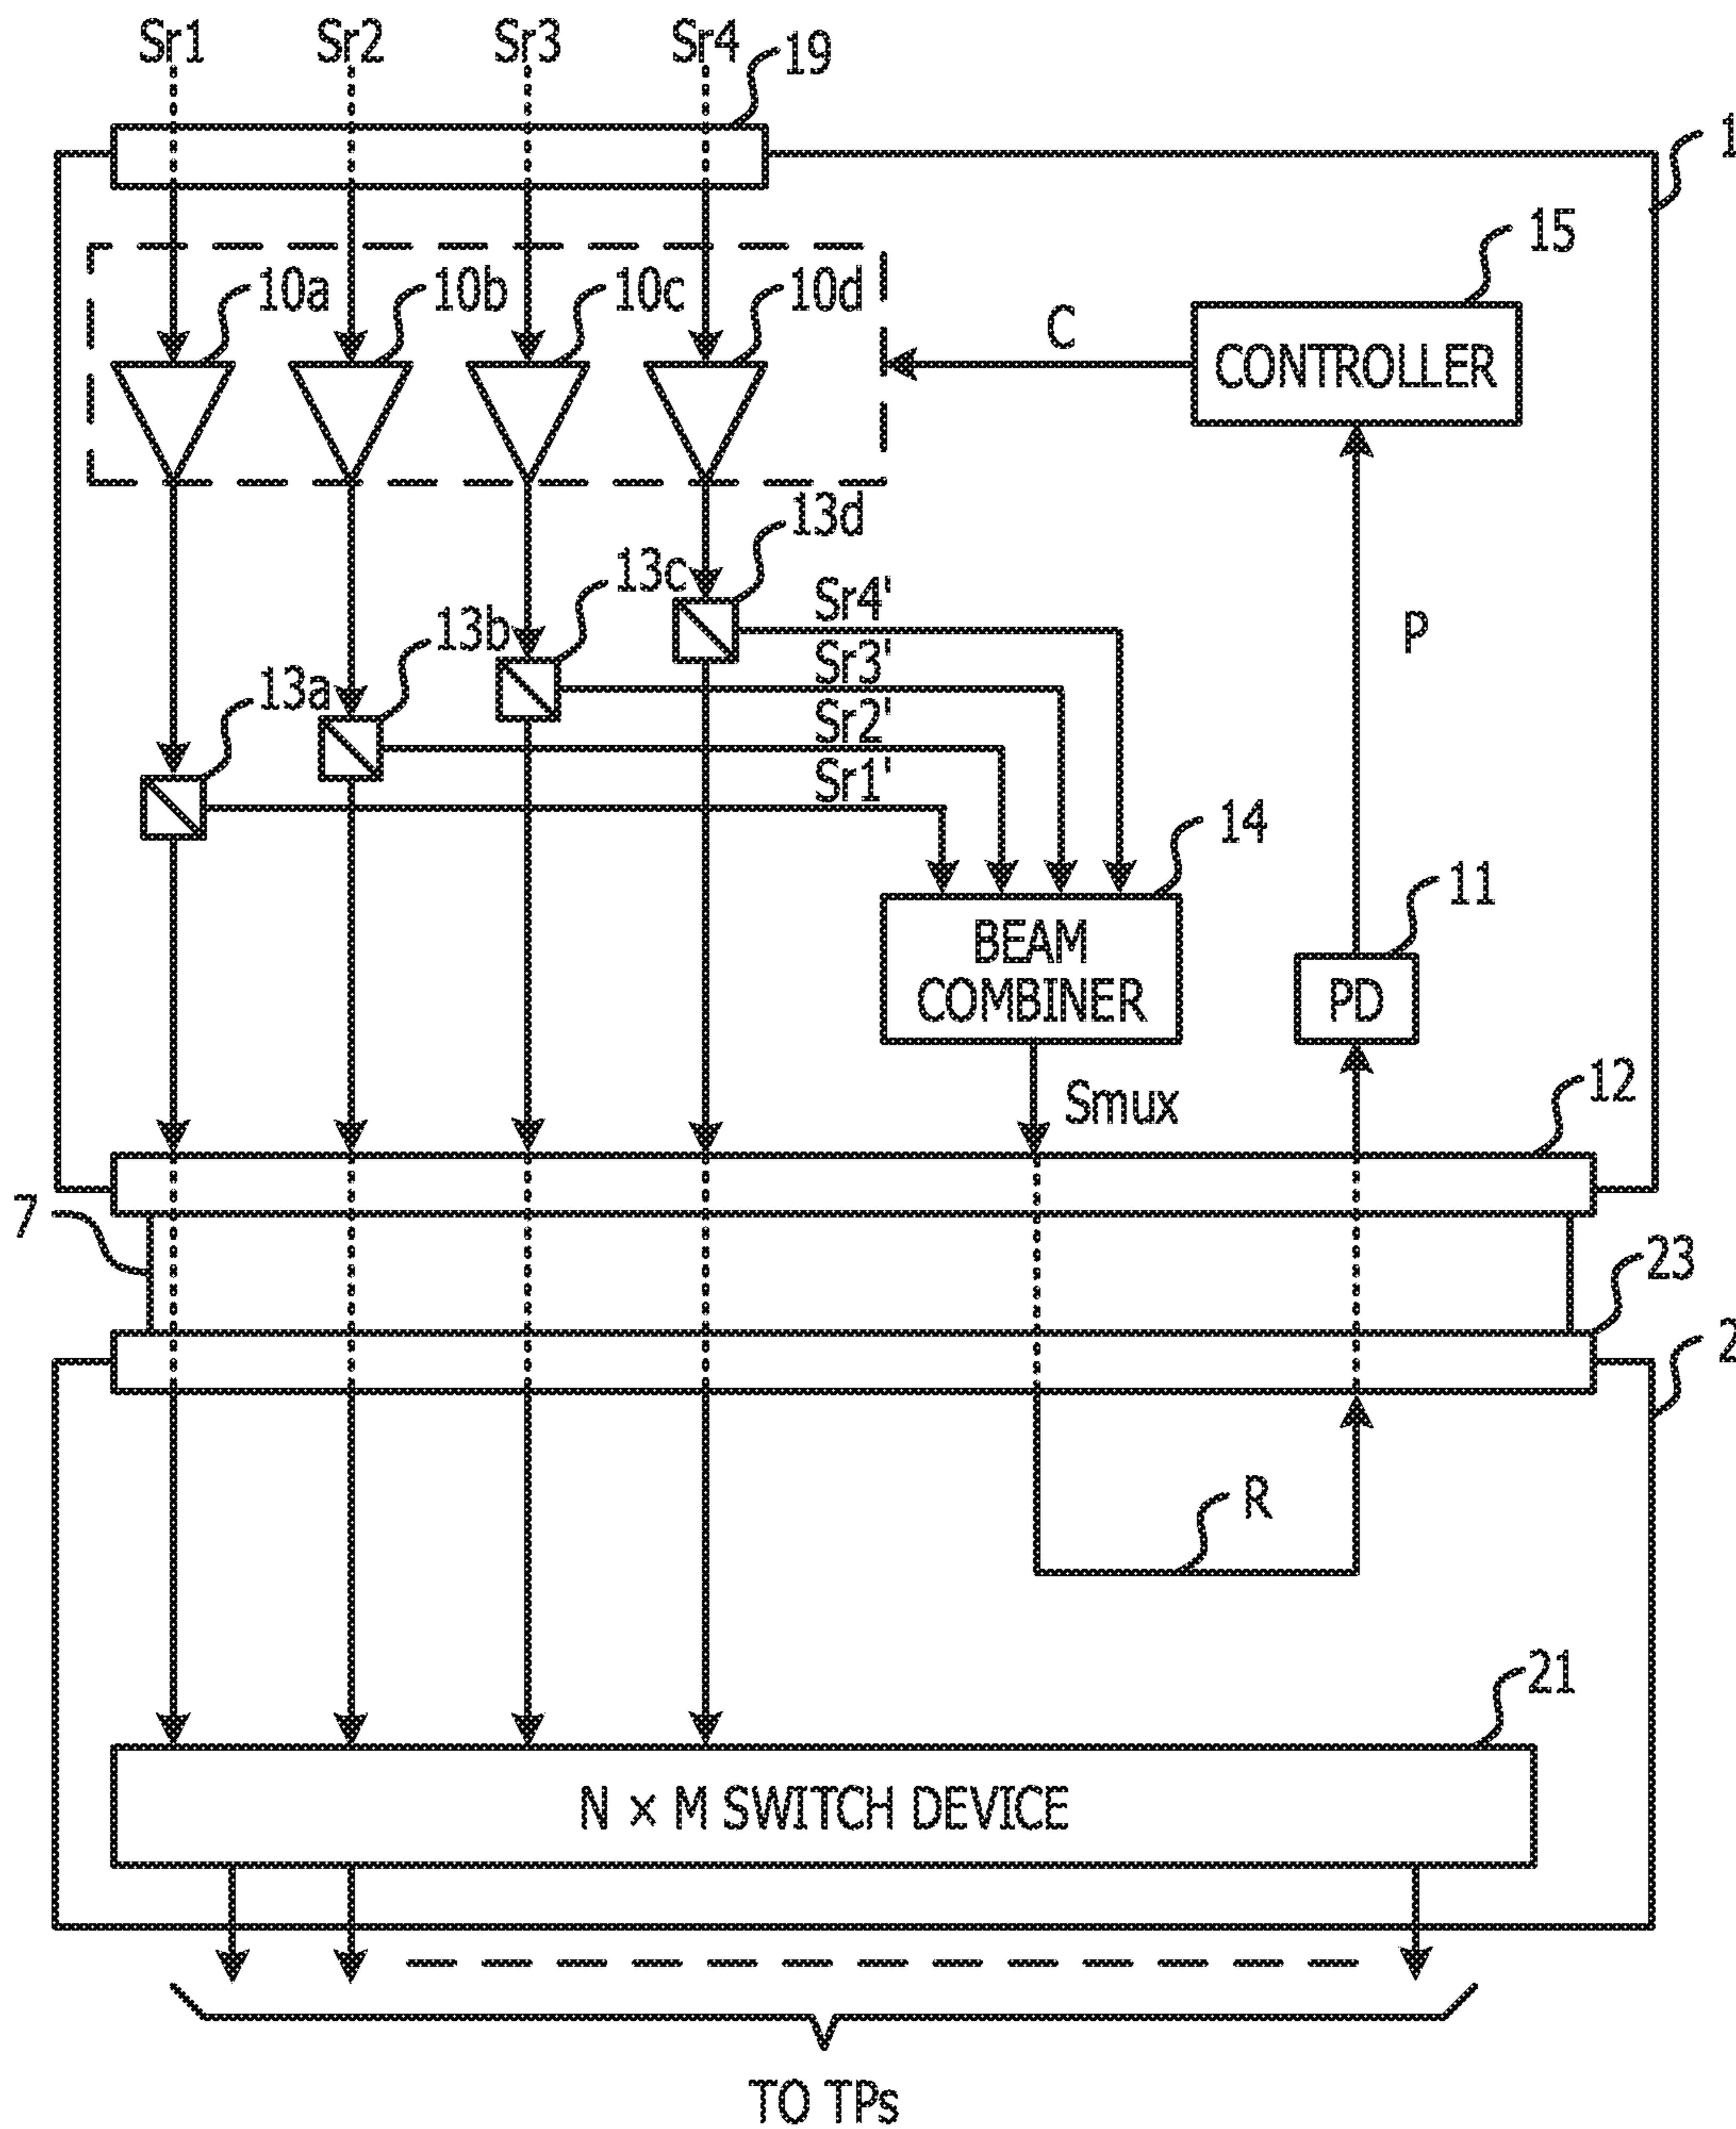 Sr1 Sr2 Sr3 Sr4 19
1
15
10a 10b 10c 10d
C
CONTROLLER
13d
13c Sr4'
P
13b Sr3'
13a Sr2'
Sr1'
14
11
BEAM
COMBINER
PD
12
Smux
7
23
2
R
21
N × M SWITCH DEVICE
TO TPs